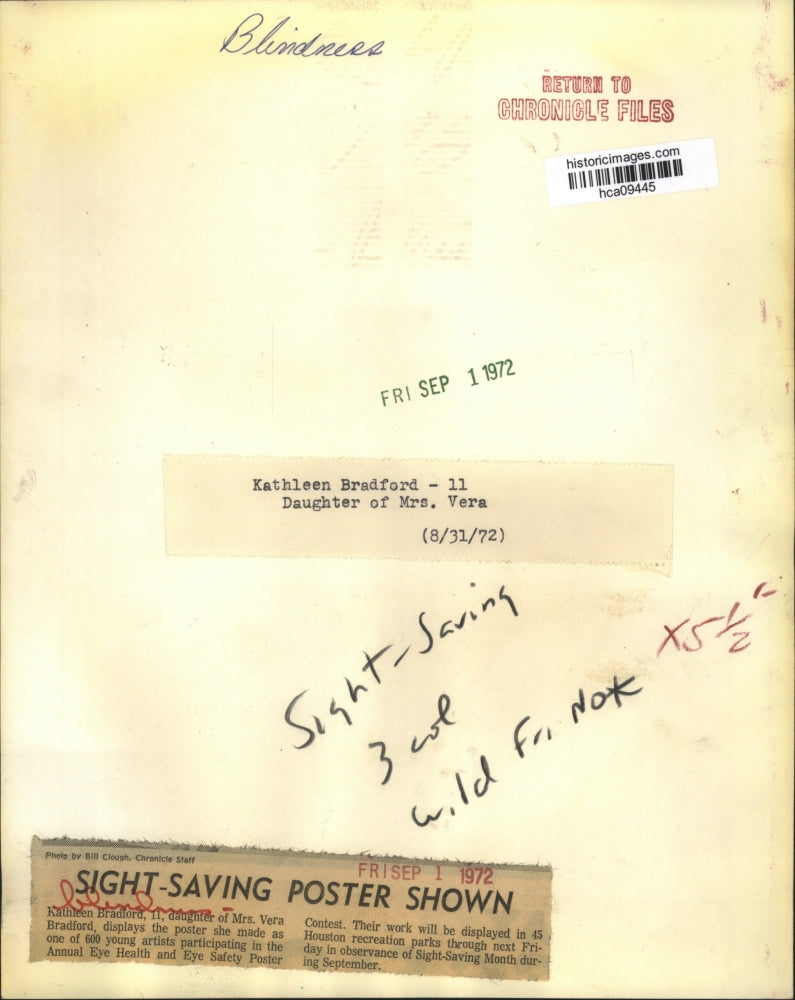 Blindness
RETURN TO
CHRONICLE FILES
historicimages.com
hca09445
FRI SEP 1 1972
Kathleen Bradford - 11
Daughter of Mrs. Vera
(8/31/72)
Sight-Saving
3 col
wild Fri
X5 1/2"
Photo by Bill Clough, Chronicle Staff
FRI SEP 1 1972
SIGHT-SAVING POSTER SHOWN
blindness
Kathleen Bradford, 11, daughter of Mrs. Vera
Bradford, displays the poster she made as
one of 600 young artists participating in the
Annual Eye Health and Eye Safety Poster
Contest. Their work will be displayed in 45
Houston recreation parks through next Fri-
day in observance of Sight-Saving Month dur-
ing September.